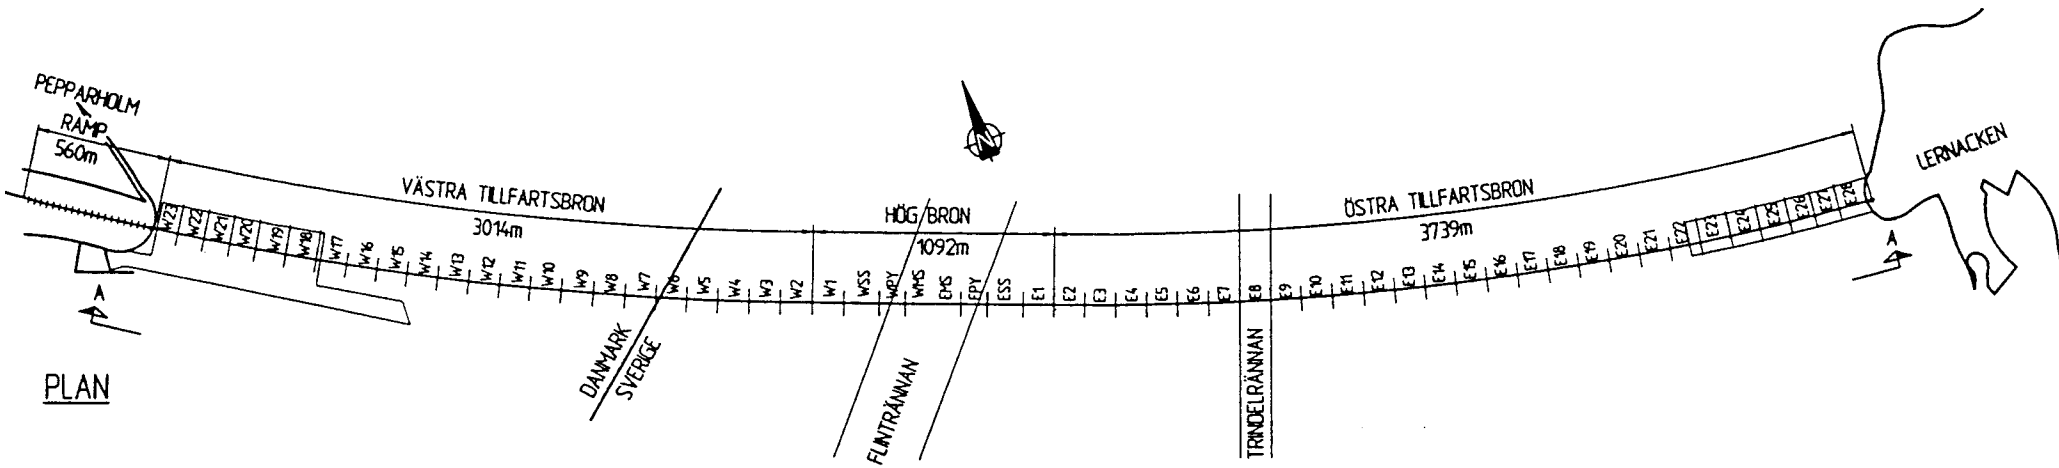 PEPPARHOLM
RAMP
560m
VÄSTRA TILLFARTSBRON
3014m
HÖG BRON
1092m
ÖSTRA TILLFARTSBRON
3739m
N
LERNACKEN
W23 W22 W21 W20 W19 W18 W17 W16 W15 W14 W13 W12 W11 W10 W9 W8 W7 W6 W5 W4 W3 W2 W1 WSS WPY WMS EMS EPY ESS E1 E2 E3 E4 E5 E6 E7 E8 E9 E10 E11 E12 E13 E14 E15 E16 E17 E18 E19 E20 E21 E22 E23 E24 E25 E26 E27 E28
A
A
DANMARK
SVERIGE
FLINTRÄNNAN
TRINDELRÄNNAN
PLAN